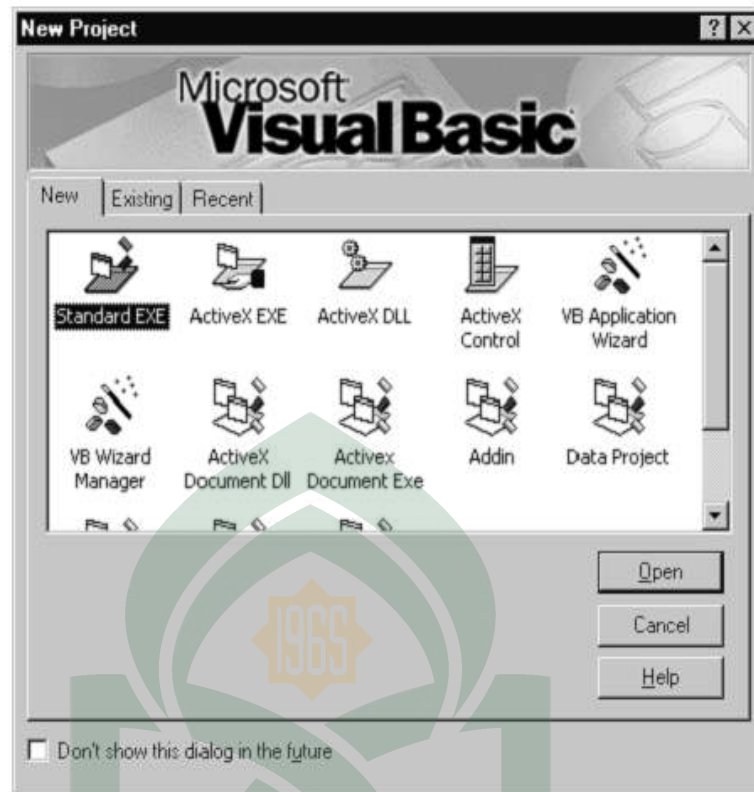 New Project
Microsoft
Visual Basic
New Existing Recent
Standard EXE ActiveX EXE ActiveX DLL ActiveX Control VB Application Wizard
VB Wizard Manager ActiveX Document Dll Activex Document Exe Addin Data Project
Open
Cancel
Help
Don't show this dialog in the future
1965